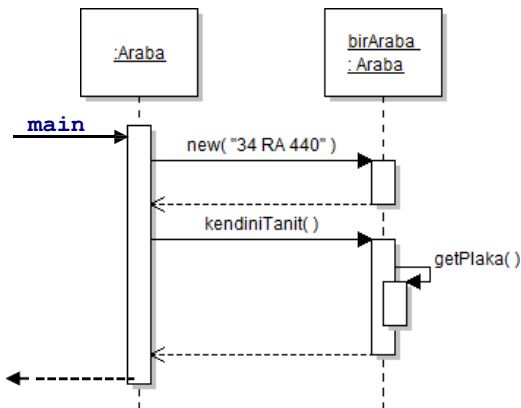 :Araba
birAraba
: Araba
main
new( "34 RA 440" )
kendiniTanit( )
getPlaka( )